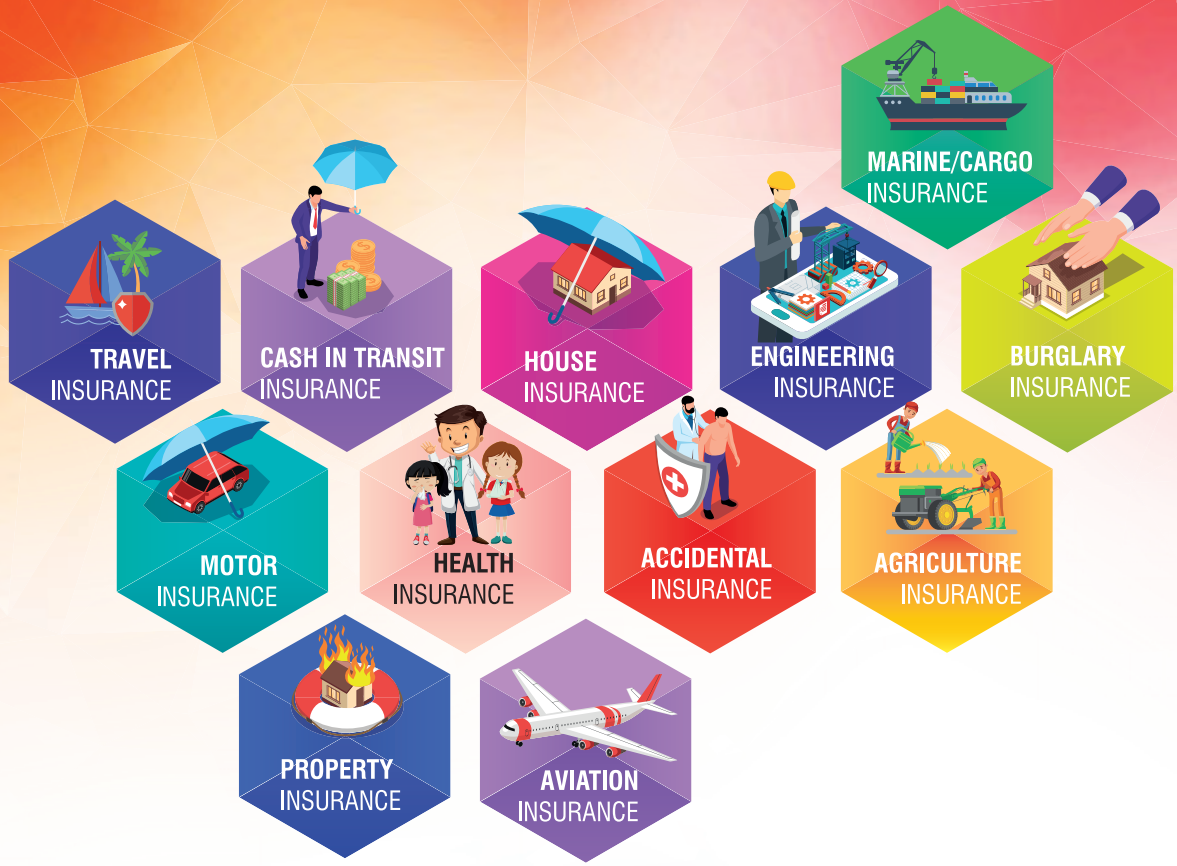 MARINE/CARGO
INSURANCE
TRAVEL
INSURANCE
CASH IN TRANSIT
INSURANCE
HOUSE
INSURANCE
ENGINEERING
INSURANCE
BURGLARY
INSURANCE
MOTOR
INSURANCE
HEALTH
INSURANCE
ACCIDENTAL
INSURANCE
AGRICULTURE
INSURANCE
PROPERTY
INSURANCE
AVIATION
INSURANCE